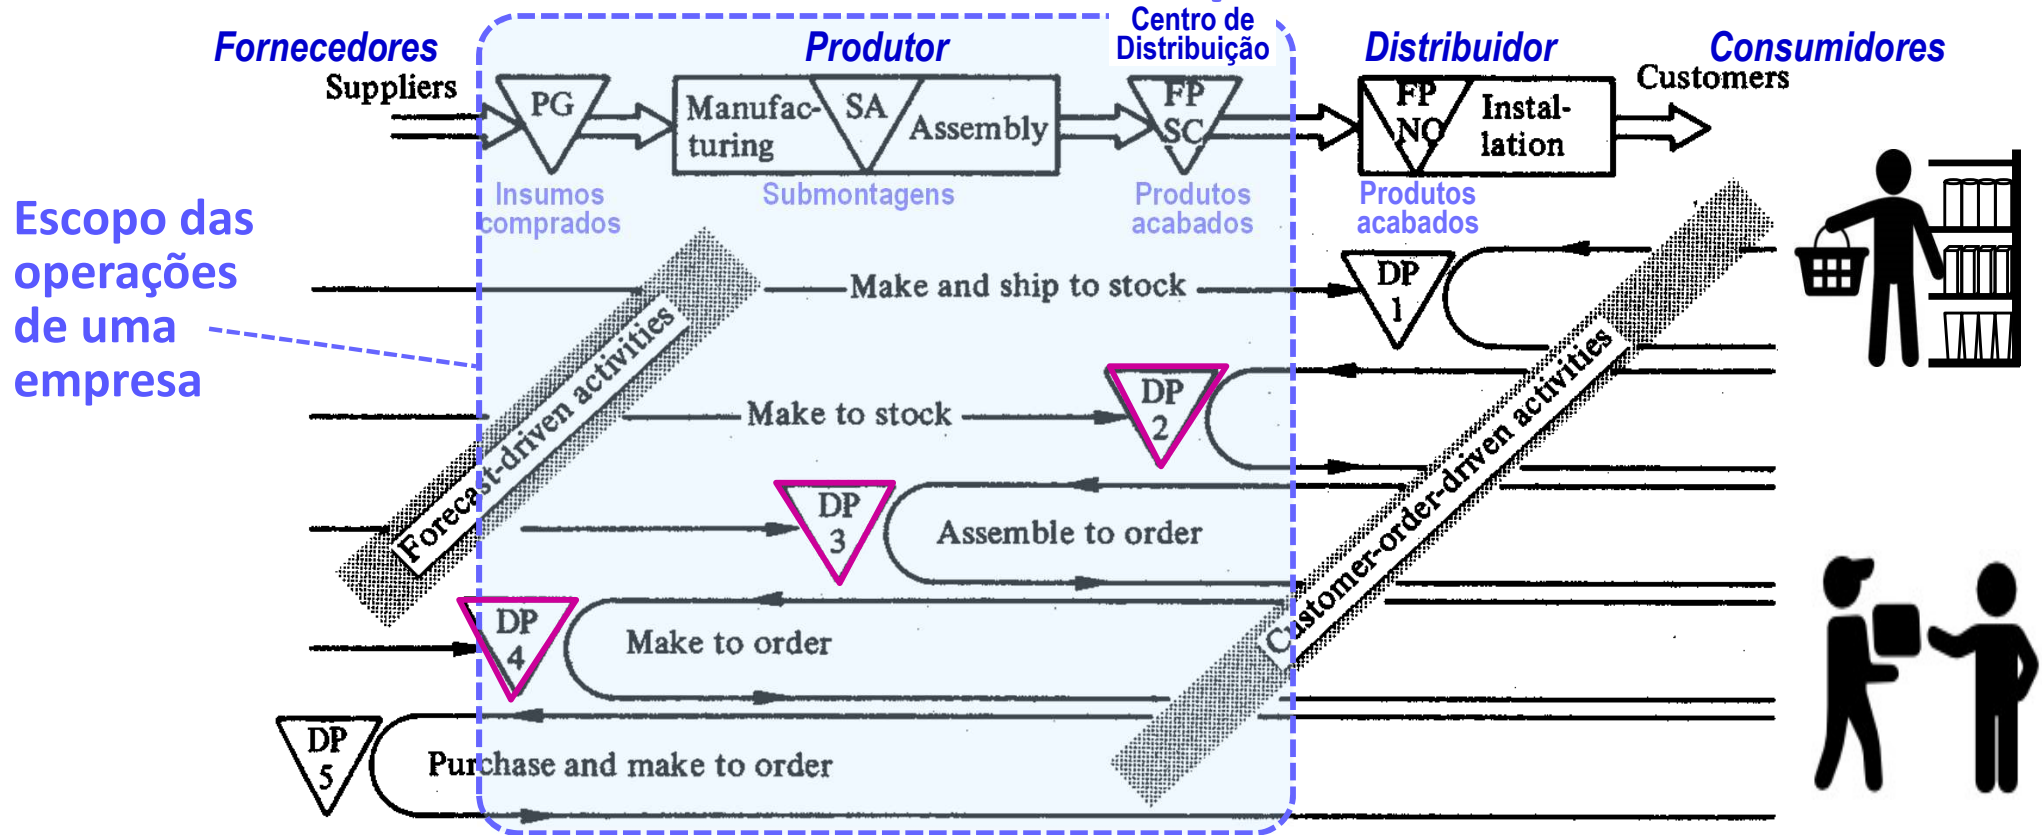 Fornecedores
Produtor
Centro de
Distribuição
Distribuidor
Consumidores
Suppliers
PG
Manufac-
turing
SA
Assembly
FP
SC
FP
NO
Instal-
lation
Customers
Insumos
comprados
Submontagens
Produtos
acabados
Produtos
acabados
Escopo das
operações
de uma
empresa
Forecast-driven activities
Make and ship to stock
DP
1
Make to stock
DP
2
DP
3
Assemble to order
Customer-order-driven activities
DP
4
Make to order
DP
5
Purchase and make to order